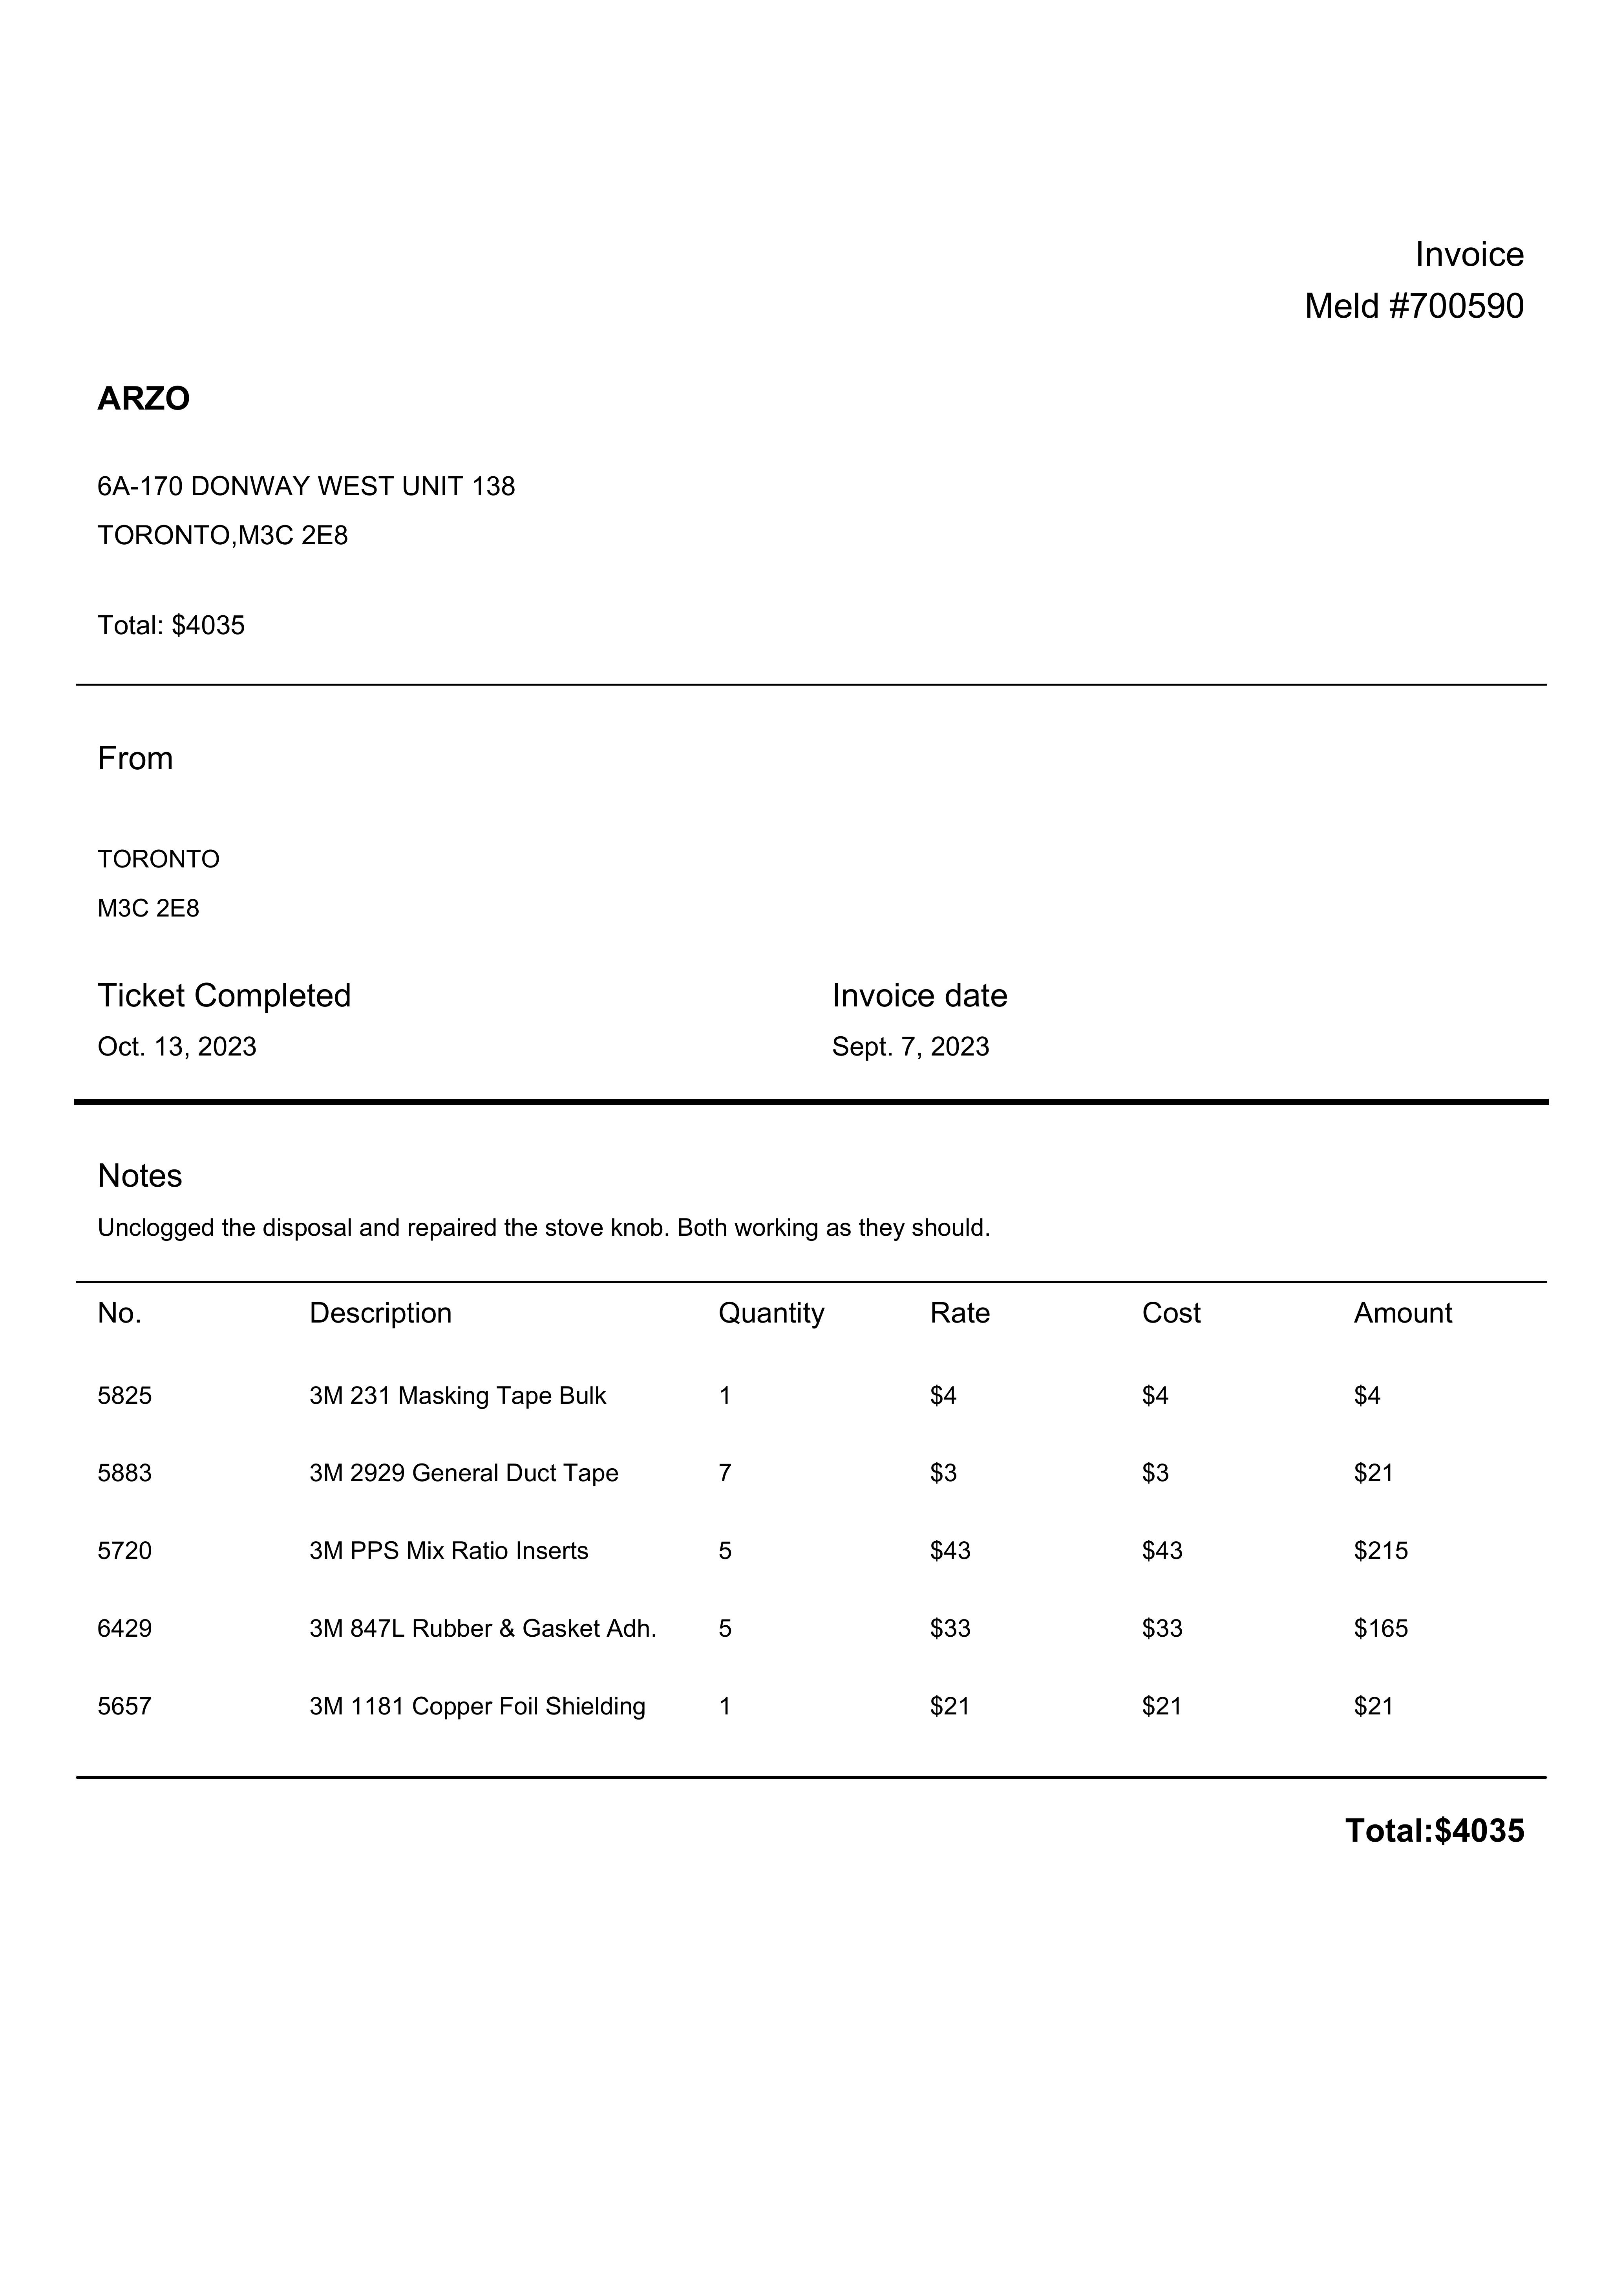 Invoice
Meld #700590
ARZO
6A-170 DONWAY WEST UNIT 138
TORONTO,M3C 2E8
Total: $4035
From
TORONTO
M3C 2E8
Ticket Completed Invoice date
Oct. 13, 2023 Sept. 7, 2023
Notes
Unclogged the disposal and repaired the stove knob. Both working as they should.
No. Description Quantity Rate Cost Amount
5825 3M 231 Masking Tape Bulk 1 $4 $4 $4
5883 3M 2929 General Duct Tape 7 $3 $3 $21
5720 3M PPS Mix Ratio Inserts 5 $43 $43 $215
6429 3M 847L Rubber & Gasket Adh. 5 $33 $33 $165
5657 3M 1181 Copper Foil Shielding 1 $21 $21 $21
Total:$4035